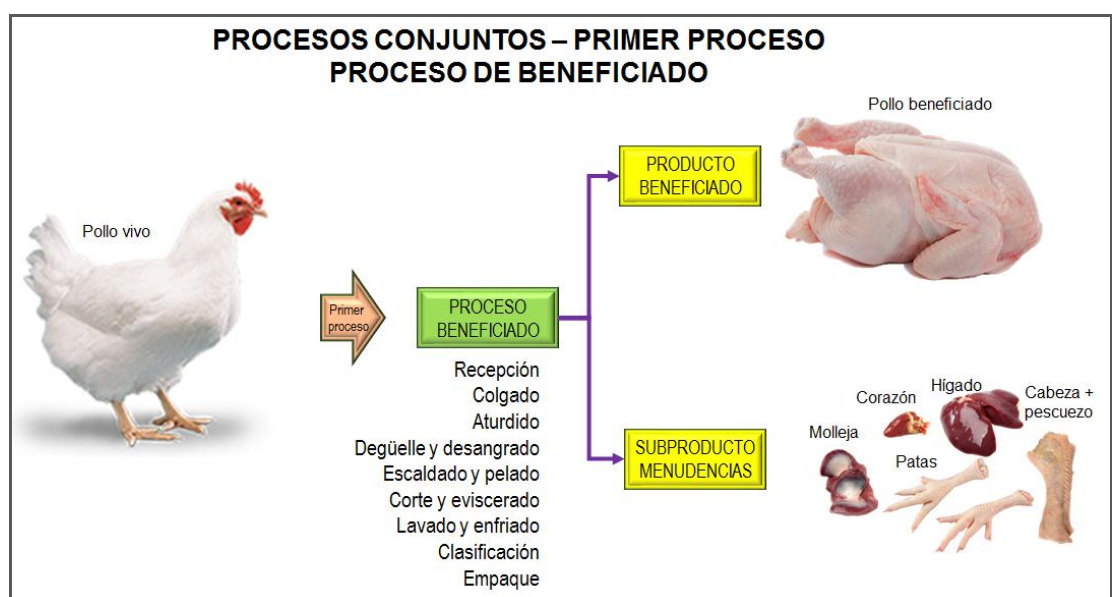 PROCESOS CONJUNTOS – PRIMER PROCESO
PROCESO DE BENEFICIADO
Pollo vivo
Primer
proceso
PROCESO
BENEFICIADO
Recepción
Colgado
Aturdido
Degüelle y desangrado
Escaldado y pelado
Corte y eviscerado
Lavado y enfriado
Clasificación
Empaque
PRODUCTO
BENEFICIADO
Pollo beneficiado
SUBPRODUCTO
MENUDENCIAS
Molleja
Corazón
Hígado
Cabeza +
pescuezo
Patas